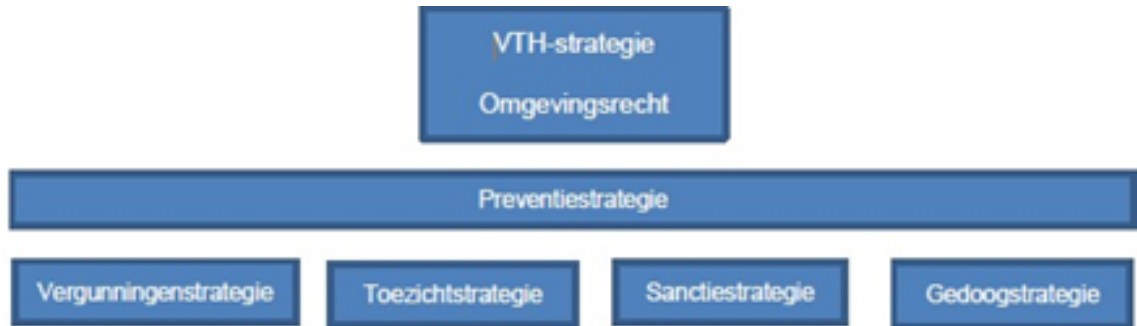 VTH-strategie
Omgevingsrecht
Preventiestrategie
Vergunningenstrategie
Toezichtstrategie
Sanctiestrategie
Gedoogstrategie